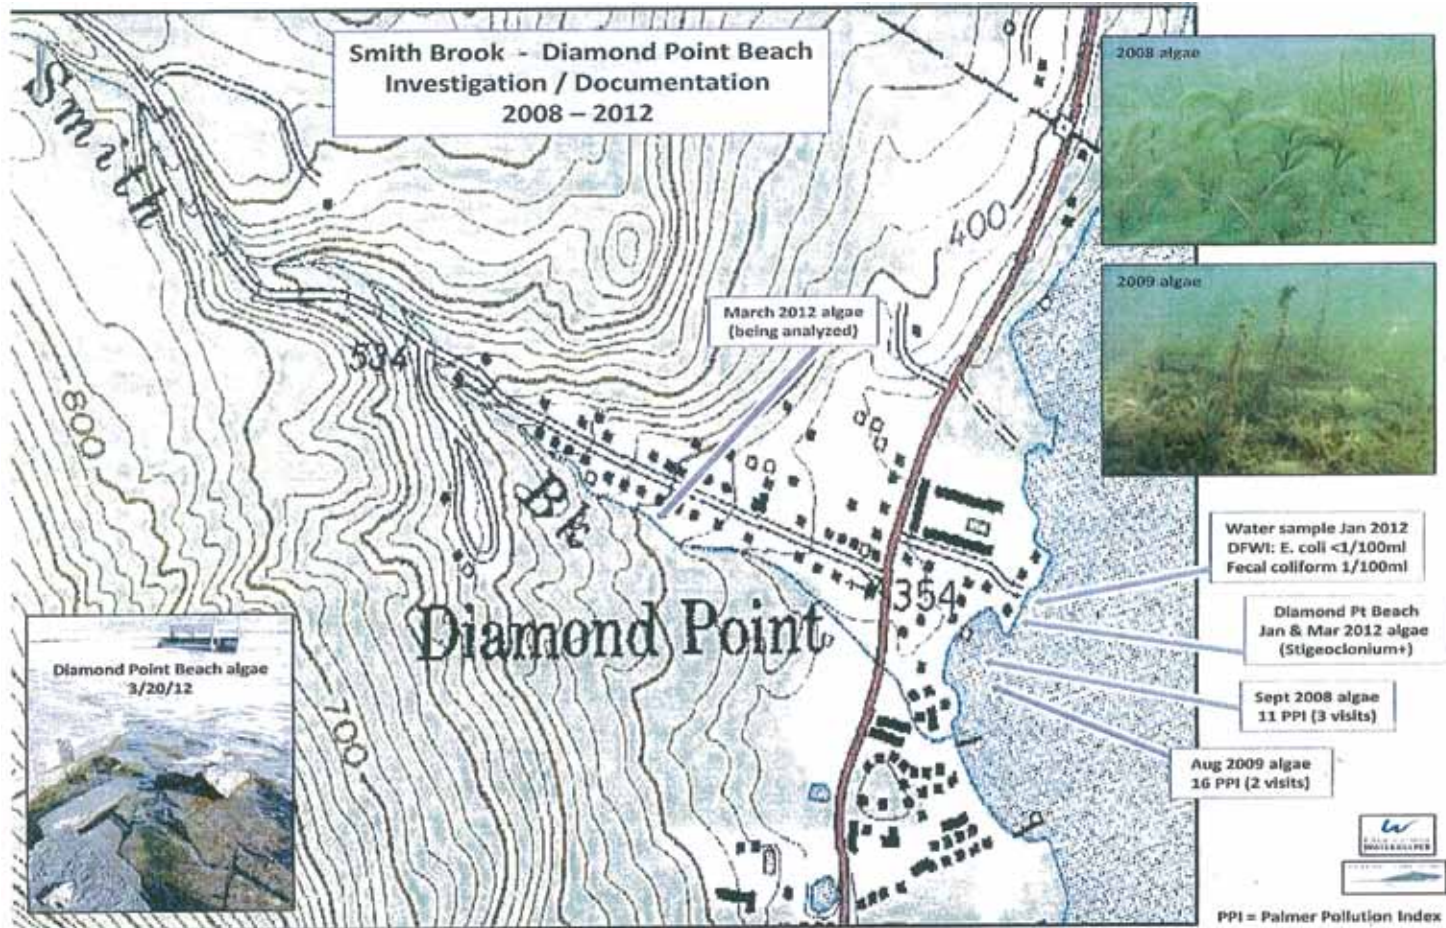 Smith Brook - Diamond Point Beach
Investigation / Documentation
2008 – 2012
2008 algae
Smith
400
2009 algae
March 2012 algae
(being analyzed)
534
800
Bk
Water sample Jan 2012
DFWI: E. coli <1/100ml
Fecal coliform 1/100ml
354
Diamond Point
Diamond Pt Beach
Jan & Mar 2012 algae
(Stigeoclonium+)
Diamond Point Beach algae
3/20/12
Sept 2008 algae
11 PPI (3 visits)
700
Aug 2009 algae
16 PPI (2 visits)
WATERKEEPER
PPI = Palmer Pollution Index